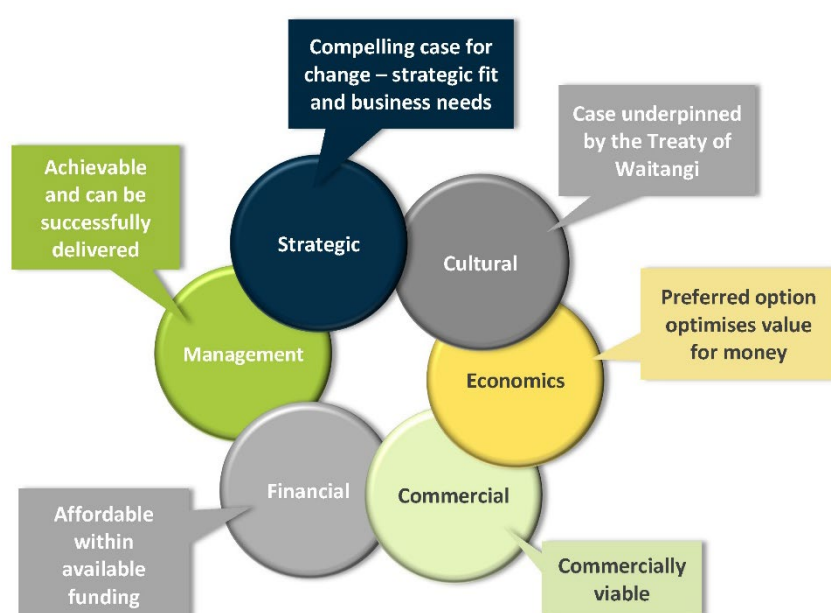 Compelling case for
change – strategic fit
and business needs
Case underpinned
by the Treaty of
Waitangi
Achievable
and can be
successfully
delivered
Strategic
Cultural
Preferred option
optimises value
for money
Management
Economics
Financial
Commercial
Affordable
within
available
funding
Commercially
viable